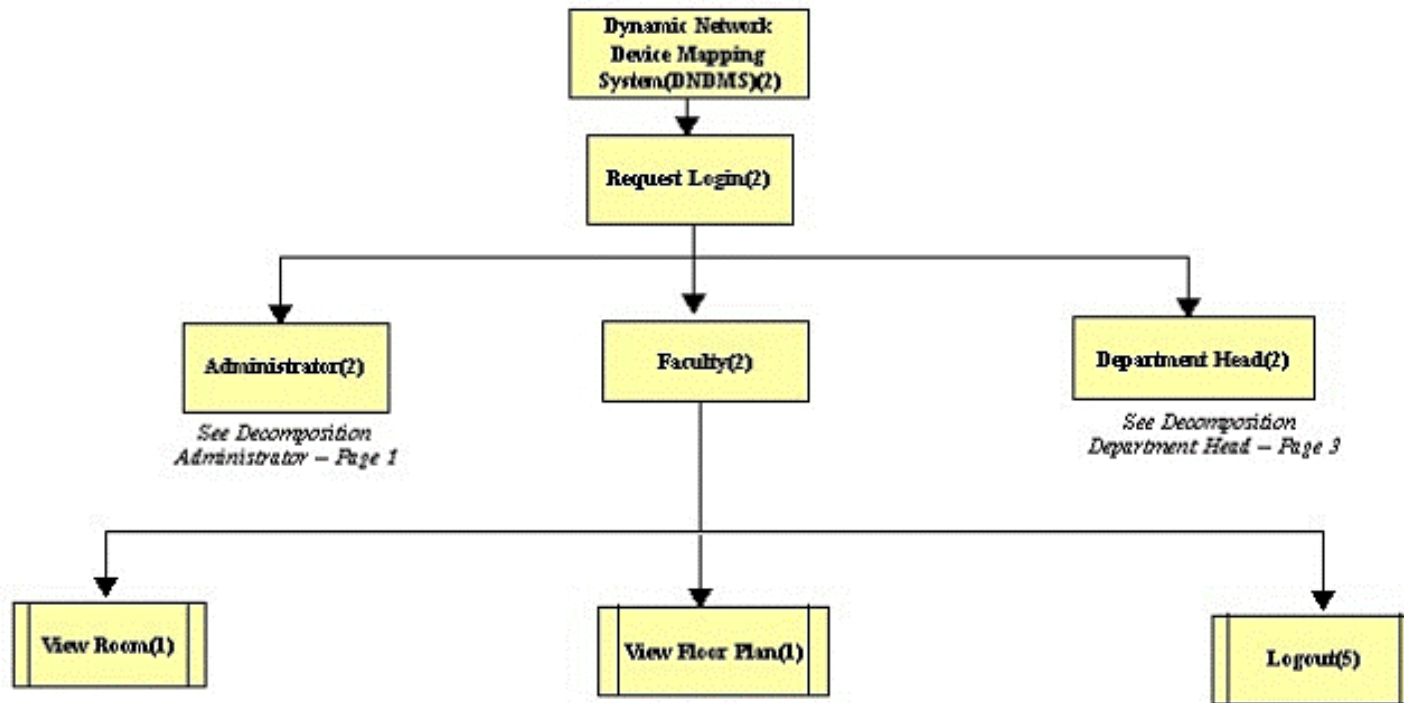 Dynamic Network
Device Mapping
System(DNDMS)(2)
Request Login(2)
Administrator(2)
Faculty(2)
Department Head(2)
See Decomposition
Administrator – Page 1
See Decomposition
Department Head – Page 3
View Room(1)
View Floor Plan(1)
Logout(5)